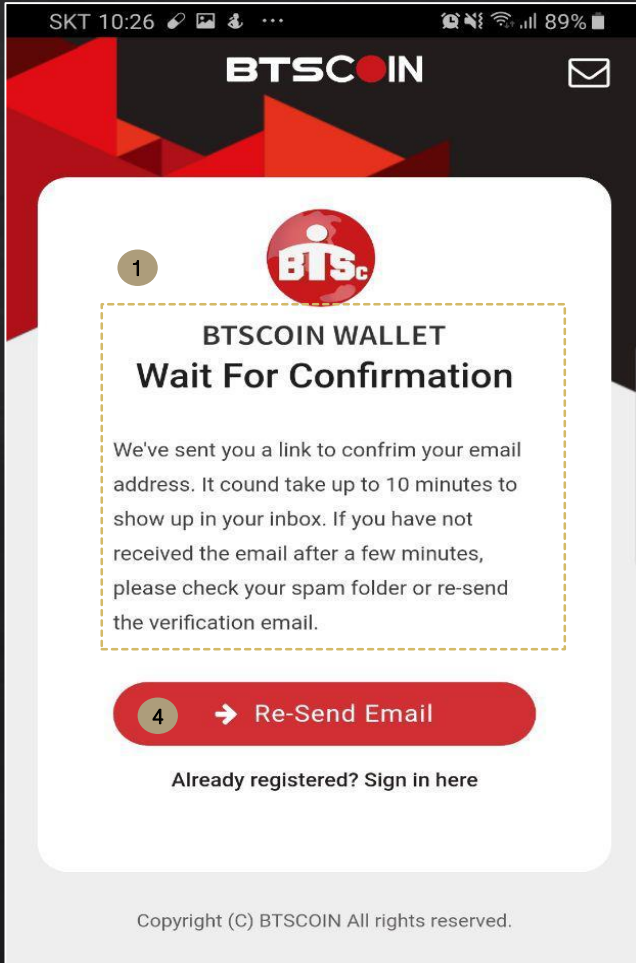 SKT 10:26 ··· 89%
BTSCOIN
1
BTSc
BTSCOIN WALLET
Wait For Confirmation
We've sent you a link to confrim your email
address. It cound take up to 10 minutes to
show up in your inbox. If you have not
received the email after a few minutes,
please check your spam folder or re-send
the verification email.
4 Re-Send Email
Already registered? Sign in here
Copyright (C) BTSCOIN All rights reserved.